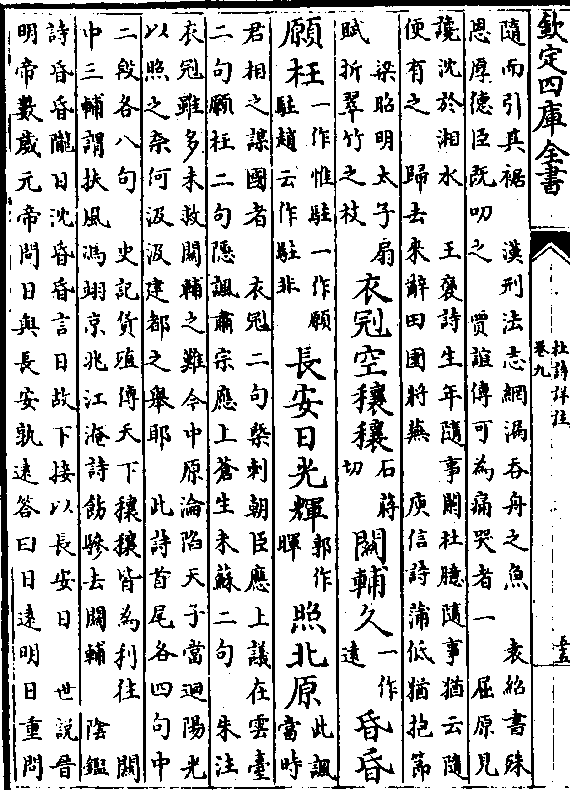 欽定四庫全書
杜詩詳註
卷九
隨而引真裾　漢刑法志網漏吞舟之魚　袁紹書殊
恩厚德臣既叨之　賈誼傳可為痛哭者一　屈原見
讒沈於湘水　王褒詩生年隨事闌杜臆隨事猶云隨
便有之　歸去來辭田園將蕪　庾信詩蒲低猶抱節
梁昭明太子扇
賦折翠竹之枝
衣冠空穰穰石蔣切關輔久一作遠昏昏
願枉一作惟駐一作願駐趙云作駐非長安日光輝郭作暉照北原此諷當時
君相之謀國者　衣冠二句槩刺朝臣應上議在雲臺
二句願枉二句隱諷肅宗應上蒼生未蘇二句　朱注
衣冠雖多未救關輔之難今中原淪陷天子當迴陽光
以照之奈何汲汲建都之舉耶　此詩首尾各四句中
二段各八句　史記貨殖傳天下穰穰皆為利往　關
中三輔謂扶風馮翊京兆江淹詩飭驂去關輔　陰鏗
詩昏昏隴日沈昏昏言日故下接以長安日　世說晉
明帝數歲元帝問日與長安孰遠答曰日遠明日重問